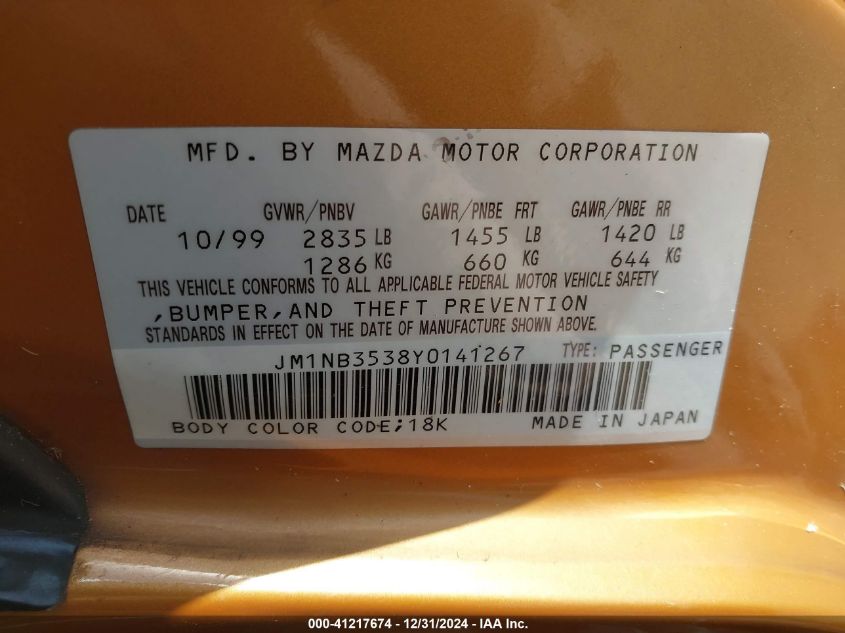 MFD. BY MAZDA MOTOR CORPORATION
DATE GVWR/PNBV GAWR/PNBE FRT GAWR/PNBE RR
10/99 2835 LB 1455 LB 1420 LB
1286 KG 660 KG 644 KG
THIS VEHICLE CONFORMS TO ALL APPLICABLE FEDERAL MOTOR VEHICLE SAFETY
,BUMPER,AND THEFT PREVENTION
STANDARDS IN EFFECT ON THE DATE OF MANUFACTURE SHOWN ABOVE.
JM1NB3538Y0141267 TYPE: PASSENGER
BODY COLOR CODE;18K MADE IN JAPAN
000-41217674 - 12/31/2024 - IAA Inc.